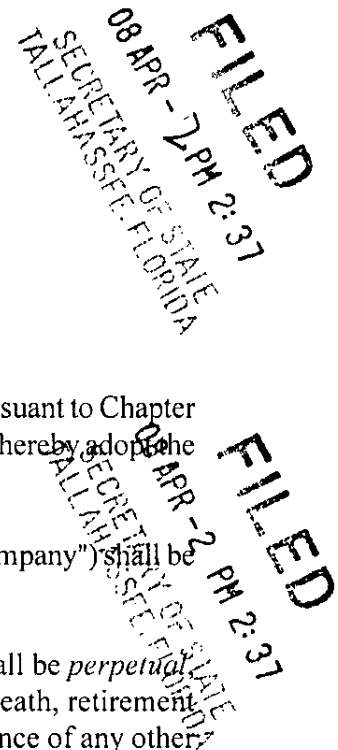 FILED
08 APR -2 PM 2:37
SECRETARY OF STATE
TALLAHASSEE, FLORIDA
suant to Chapter
hereby adopt the
FILED
08 APR -2 PM 2:37
SECRETARY OF STATE
TALLAHASSEE, FLORIDA
mpany") shall be
all be perpetual,
eath, retirement
nce of any other